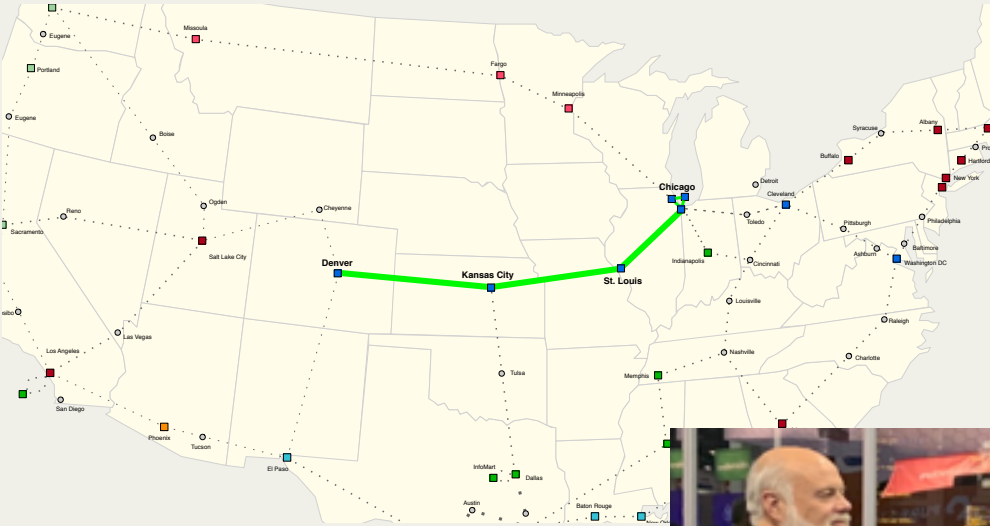 Missoula
Eugene
Fargo
Portland
Minneapolis
Eugene
Boise
Syracuse
Albany
Buffalo
Hartford
New York
Detroit
Cleveland
Chicago
Ogden
Cheyenne
Reno
Sacramento
Toledo
Philadelphia
Pittsburgh
Baltimore
Ashburn
Washington DC
Salt Lake City
Indianapolis
Cincinnati
Denver
Kansas City
St. Louis
Louisville
Raleigh
Las Vegas
Nashville
Charlotte
Los Angeles
Tulsa
Memphis
San Diego
Phoenix
Tucson
El Paso
InfoMart
Dallas
Austin
Baton Rouge